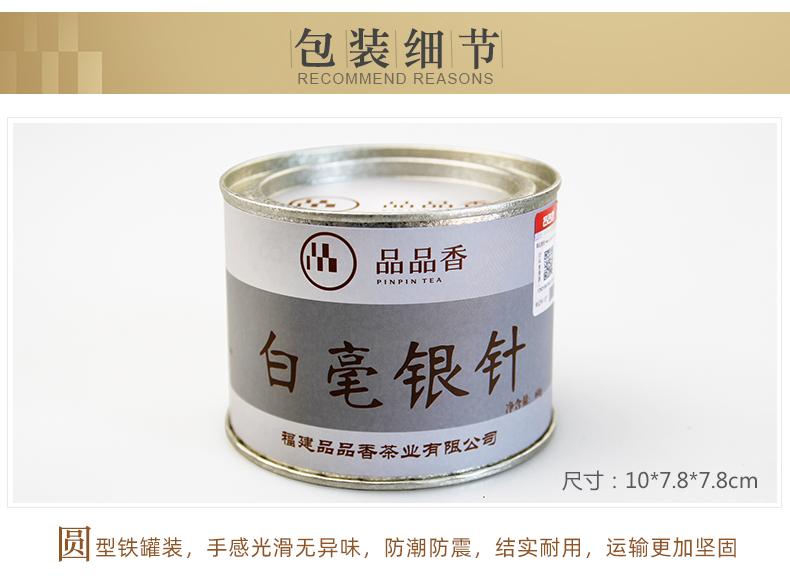 包装细节
RECOMMEND REASONS
品品香
PINPIN TEA
白毫银针
净含量:
福建品品香茶业有限公司
尺寸：10*7.8*7.8cm
圆型铁罐装，手感光滑无异味，防潮防震，结实耐用，运输更加坚固